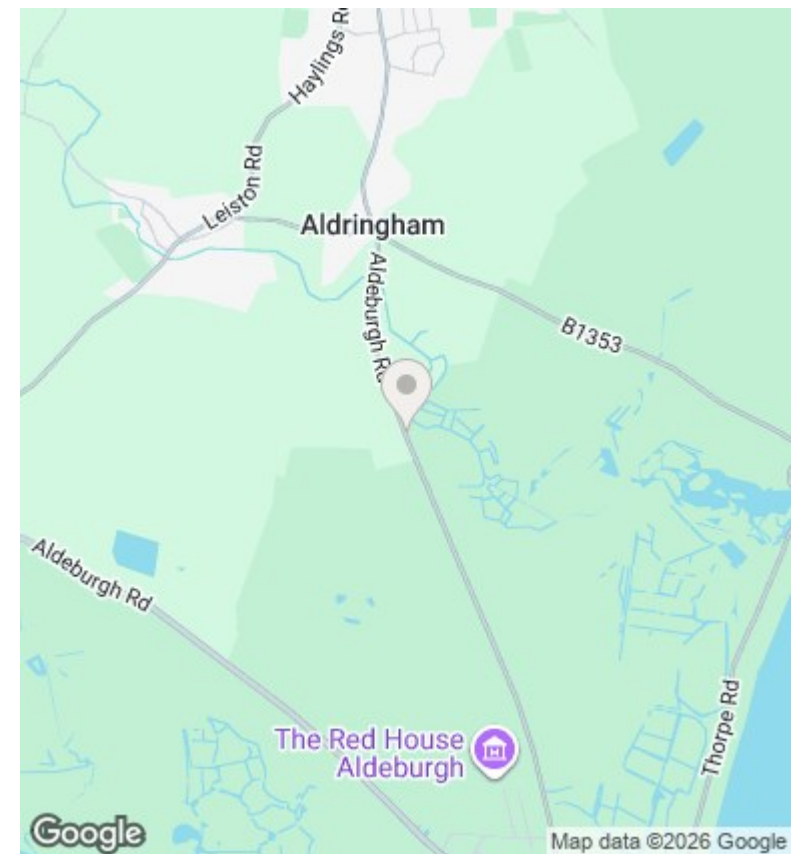 Haylings Rd
Leiston Rd
Aldringham
Aldeburgh Rd
B1353
Aldeburgh Rd
The Red House
Aldeburgh
Thorpe Rd
Google
Map data ©2026 Google